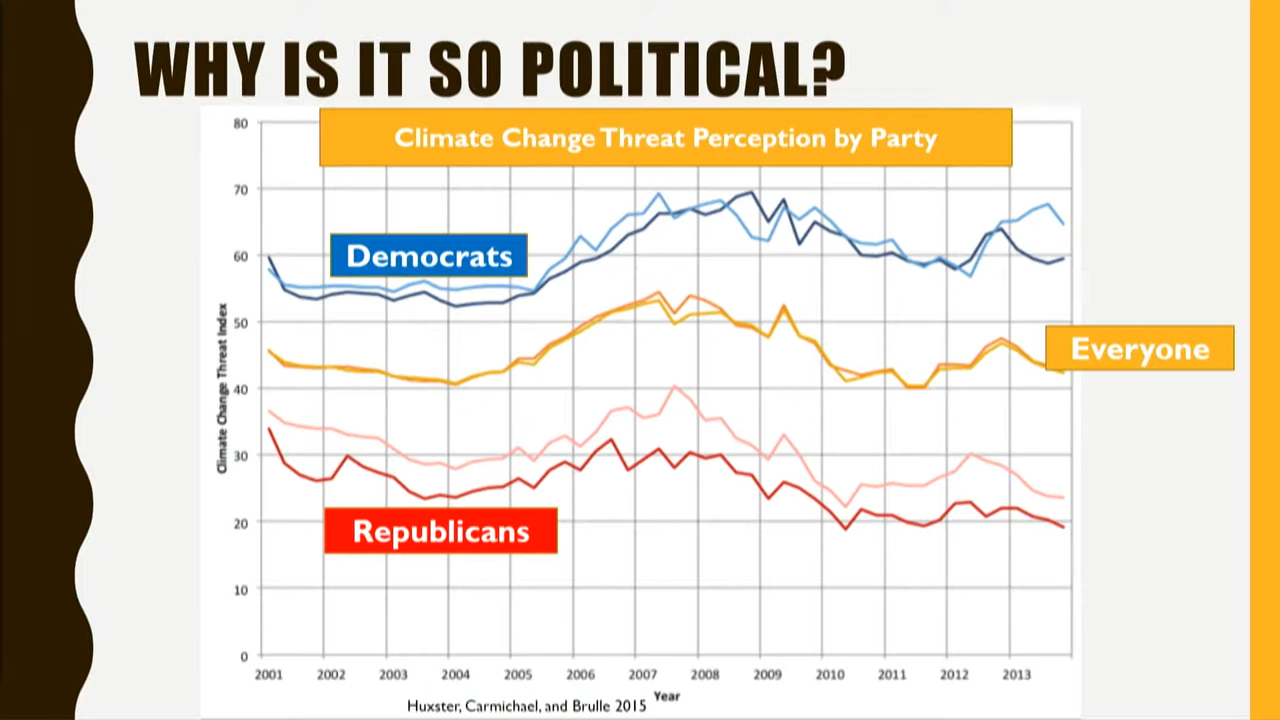 WHY IS IT SO POLITICAL?
Climate Change Threat Perception by Party
80
70
60
50
40
30
20
10
0
Climate Change Threat Index
Democrats
Everyone
Republicans
2001 2002 2003 2004 2005 2006 2007 2008 2009 2010 2011 2012 2013
Year
Huxster, Carmichael, and Brulle 2015